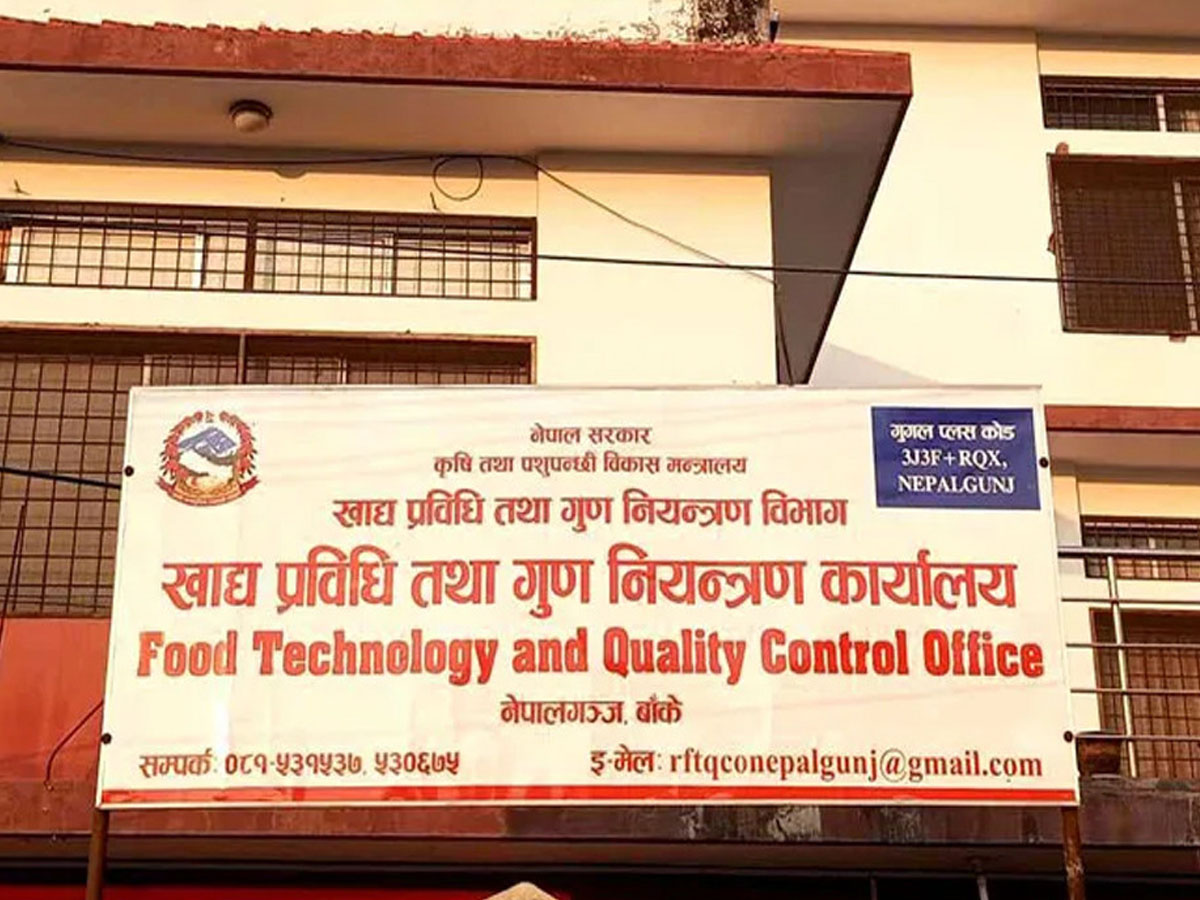 नेपाल सरकार
कृषि तथा पशुपन्छी विकास मन्त्रालय
खाद्य प्रविधि तथा गुण नियन्त्रण विभाग
गुगल प्लस कोड
3J3F+RQX,
NEPALGUNJ
खाद्य प्रविधि तथा गुण नियन्त्रण कार्यालय
Food Technology and Quality Control Office
नेपालगञ्ज, बाँके
सम्पर्क: ०८१-५३१५३७, ५३०६७५
इ-मेल: rftqconepalgunj@gmail.com